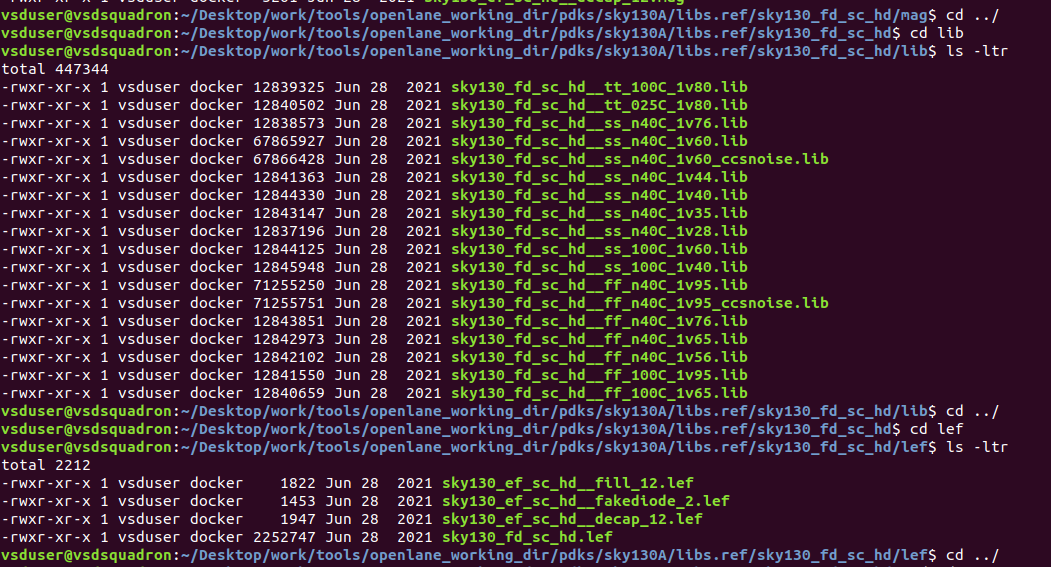 -rwxr-xr-x 1 vsduser docker 3261 Jun 28  2021 sky130_ef_sc_hd__decap_12.mag
vsduser@vsdsquadron:~/Desktop/work/tools/openlane_working_dir/pdks/sky130A/libs.ref/sky130_fd_sc_hd/mag$ cd ../
vsduser@vsdsquadron:~/Desktop/work/tools/openlane_working_dir/pdks/sky130A/libs.ref/sky130_fd_sc_hd$ cd lib
vsduser@vsdsquadron:~/Desktop/work/tools/openlane_working_dir/pdks/sky130A/libs.ref/sky130_fd_sc_hd/lib$ ls -ltr
total 447344
-rwxr-xr-x 1 vsduser docker 12839325 Jun 28  2021 sky130_fd_sc_hd__tt_100C_1v80.lib
-rwxr-xr-x 1 vsduser docker 12840502 Jun 28  2021 sky130_fd_sc_hd__tt_025C_1v80.lib
-rwxr-xr-x 1 vsduser docker 12838573 Jun 28  2021 sky130_fd_sc_hd__ss_n40C_1v76.lib
-rwxr-xr-x 1 vsduser docker 67865927 Jun 28  2021 sky130_fd_sc_hd__ss_n40C_1v60.lib
-rwxr-xr-x 1 vsduser docker 67866428 Jun 28  2021 sky130_fd_sc_hd__ss_n40C_1v60_ccsnoise.lib
-rwxr-xr-x 1 vsduser docker 12841363 Jun 28  2021 sky130_fd_sc_hd__ss_n40C_1v44.lib
-rwxr-xr-x 1 vsduser docker 12844330 Jun 28  2021 sky130_fd_sc_hd__ss_n40C_1v40.lib
-rwxr-xr-x 1 vsduser docker 12843147 Jun 28  2021 sky130_fd_sc_hd__ss_n40C_1v35.lib
-rwxr-xr-x 1 vsduser docker 12837196 Jun 28  2021 sky130_fd_sc_hd__ss_n40C_1v28.lib
-rwxr-xr-x 1 vsduser docker 12844125 Jun 28  2021 sky130_fd_sc_hd__ss_100C_1v60.lib
-rwxr-xr-x 1 vsduser docker 12845948 Jun 28  2021 sky130_fd_sc_hd__ss_100C_1v40.lib
-rwxr-xr-x 1 vsduser docker 71255250 Jun 28  2021 sky130_fd_sc_hd__ff_n40C_1v95.lib
-rwxr-xr-x 1 vsduser docker 71255751 Jun 28  2021 sky130_fd_sc_hd__ff_n40C_1v95_ccsnoise.lib
-rwxr-xr-x 1 vsduser docker 12843851 Jun 28  2021 sky130_fd_sc_hd__ff_n40C_1v76.lib
-rwxr-xr-x 1 vsduser docker 12842973 Jun 28  2021 sky130_fd_sc_hd__ff_n40C_1v65.lib
-rwxr-xr-x 1 vsduser docker 12842102 Jun 28  2021 sky130_fd_sc_hd__ff_n40C_1v56.lib
-rwxr-xr-x 1 vsduser docker 12841550 Jun 28  2021 sky130_fd_sc_hd__ff_100C_1v95.lib
-rwxr-xr-x 1 vsduser docker 12840659 Jun 28  2021 sky130_fd_sc_hd__ff_100C_1v65.lib
vsduser@vsdsquadron:~/Desktop/work/tools/openlane_working_dir/pdks/sky130A/libs.ref/sky130_fd_sc_hd/lib$ cd ../
vsduser@vsdsquadron:~/Desktop/work/tools/openlane_working_dir/pdks/sky130A/libs.ref/sky130_fd_sc_hd$ cd lef
vsduser@vsdsquadron:~/Desktop/work/tools/openlane_working_dir/pdks/sky130A/libs.ref/sky130_fd_sc_hd/lef$ ls -ltr
total 2212
-rwxr-xr-x 1 vsduser docker    1822 Jun 28  2021 sky130_ef_sc_hd__fill_12.lef
-rwxr-xr-x 1 vsduser docker    1453 Jun 28  2021 sky130_ef_sc_hd__fakediode_2.lef
-rwxr-xr-x 1 vsduser docker    1947 Jun 28  2021 sky130_ef_sc_hd__decap_12.lef
-rwxr-xr-x 1 vsduser docker 2252747 Jun 28  2021 sky130_fd_sc_hd.lef
vsduser@vsdsquadron:~/Desktop/work/tools/openlane_working_dir/pdks/sky130A/libs.ref/sky130_fd_sc_hd/lef$ cd ../